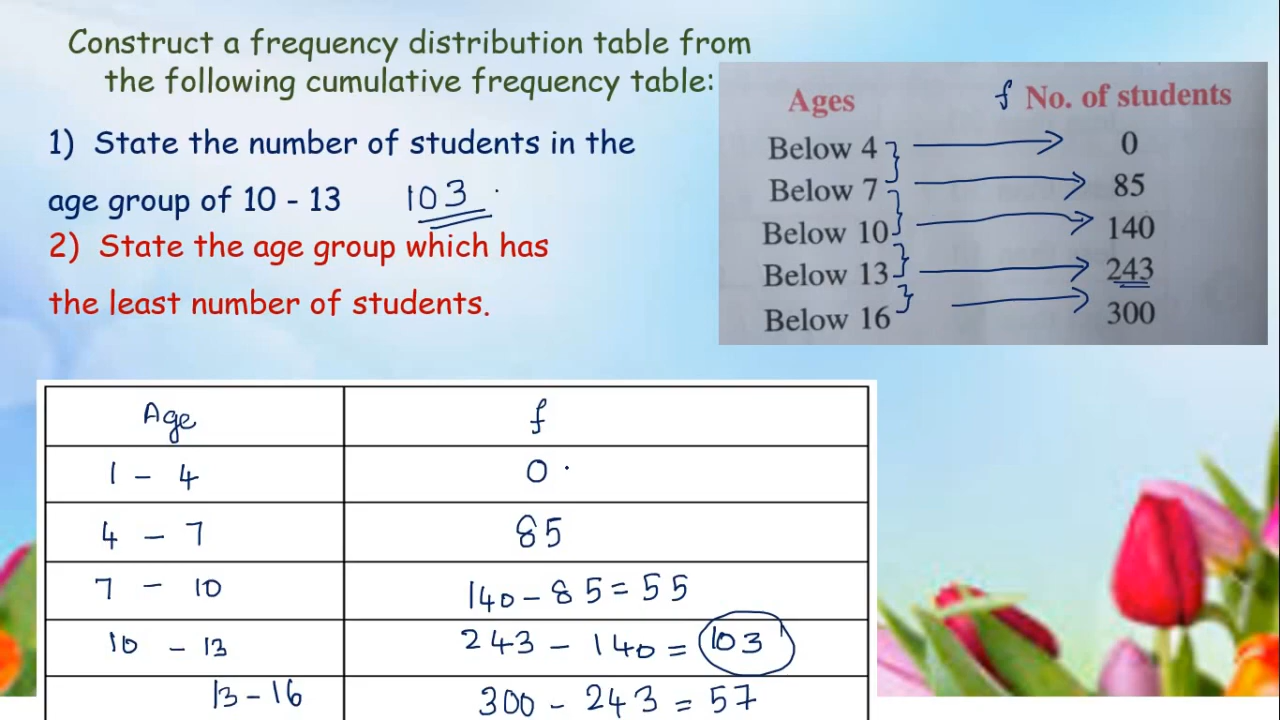 Construct a frequency distribution table from
the following cumulative frequency table:
1) State the number of students in the
age group of 10 - 13 103
2) State the age group which has
the least number of students.
Ages f No. of students
Below 4 0
Below 7 85
Below 10 140
Below 13 243
Below 16 300
Age f
1 - 4 0
4 - 7 85
7 - 10 140 - 85 = 55
10 - 13 243 - 140 = 103
13 - 16 300 - 243 = 57